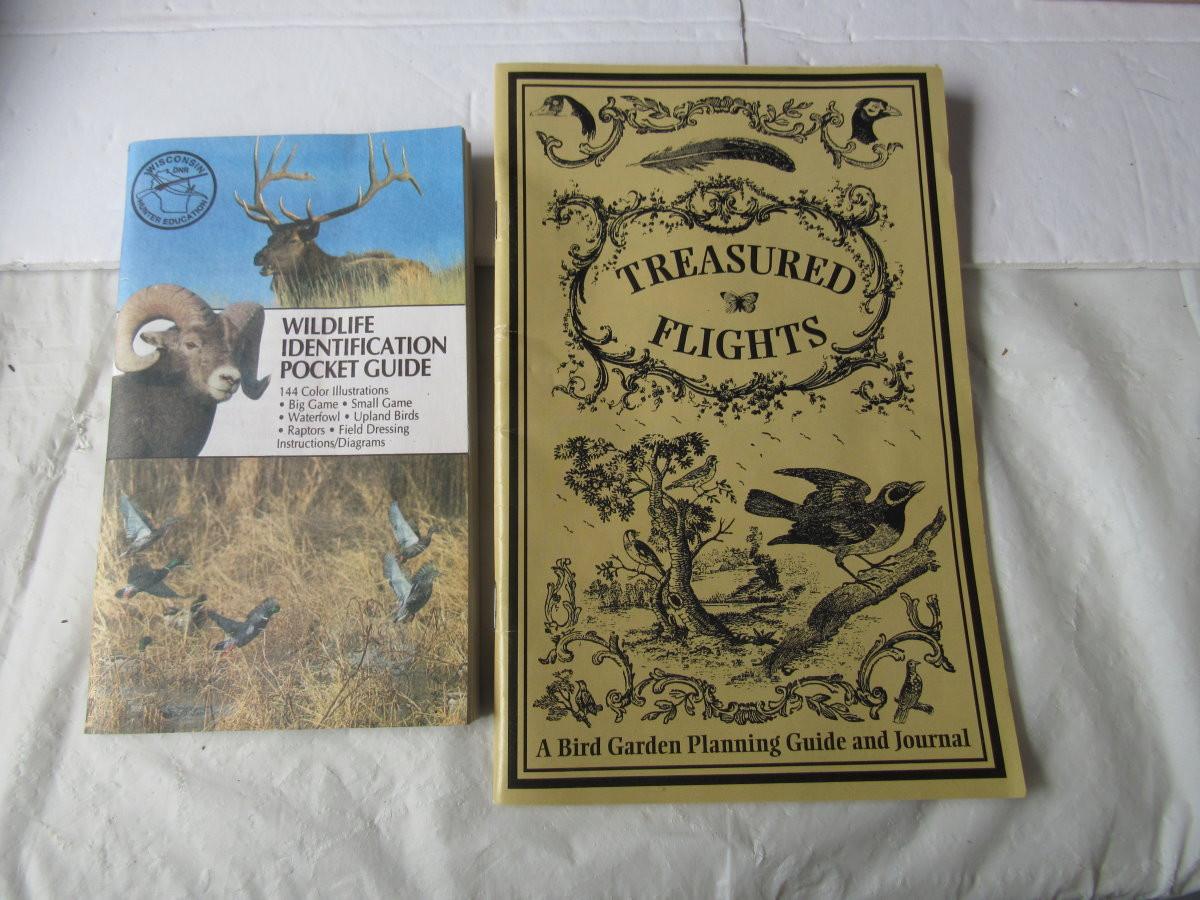 WISCONSIN
DNR
HUNTER EDUCATION
WILDLIFE
IDENTIFICATION
POCKET GUIDE
144 Color Illustrations
• Big Game • Small Game
• Waterfowl • Upland Birds
• Raptors • Field Dressing
Instructions/Diagrams
TREASURED
FLIGHTS
A Bird Garden Planning Guide and Journal